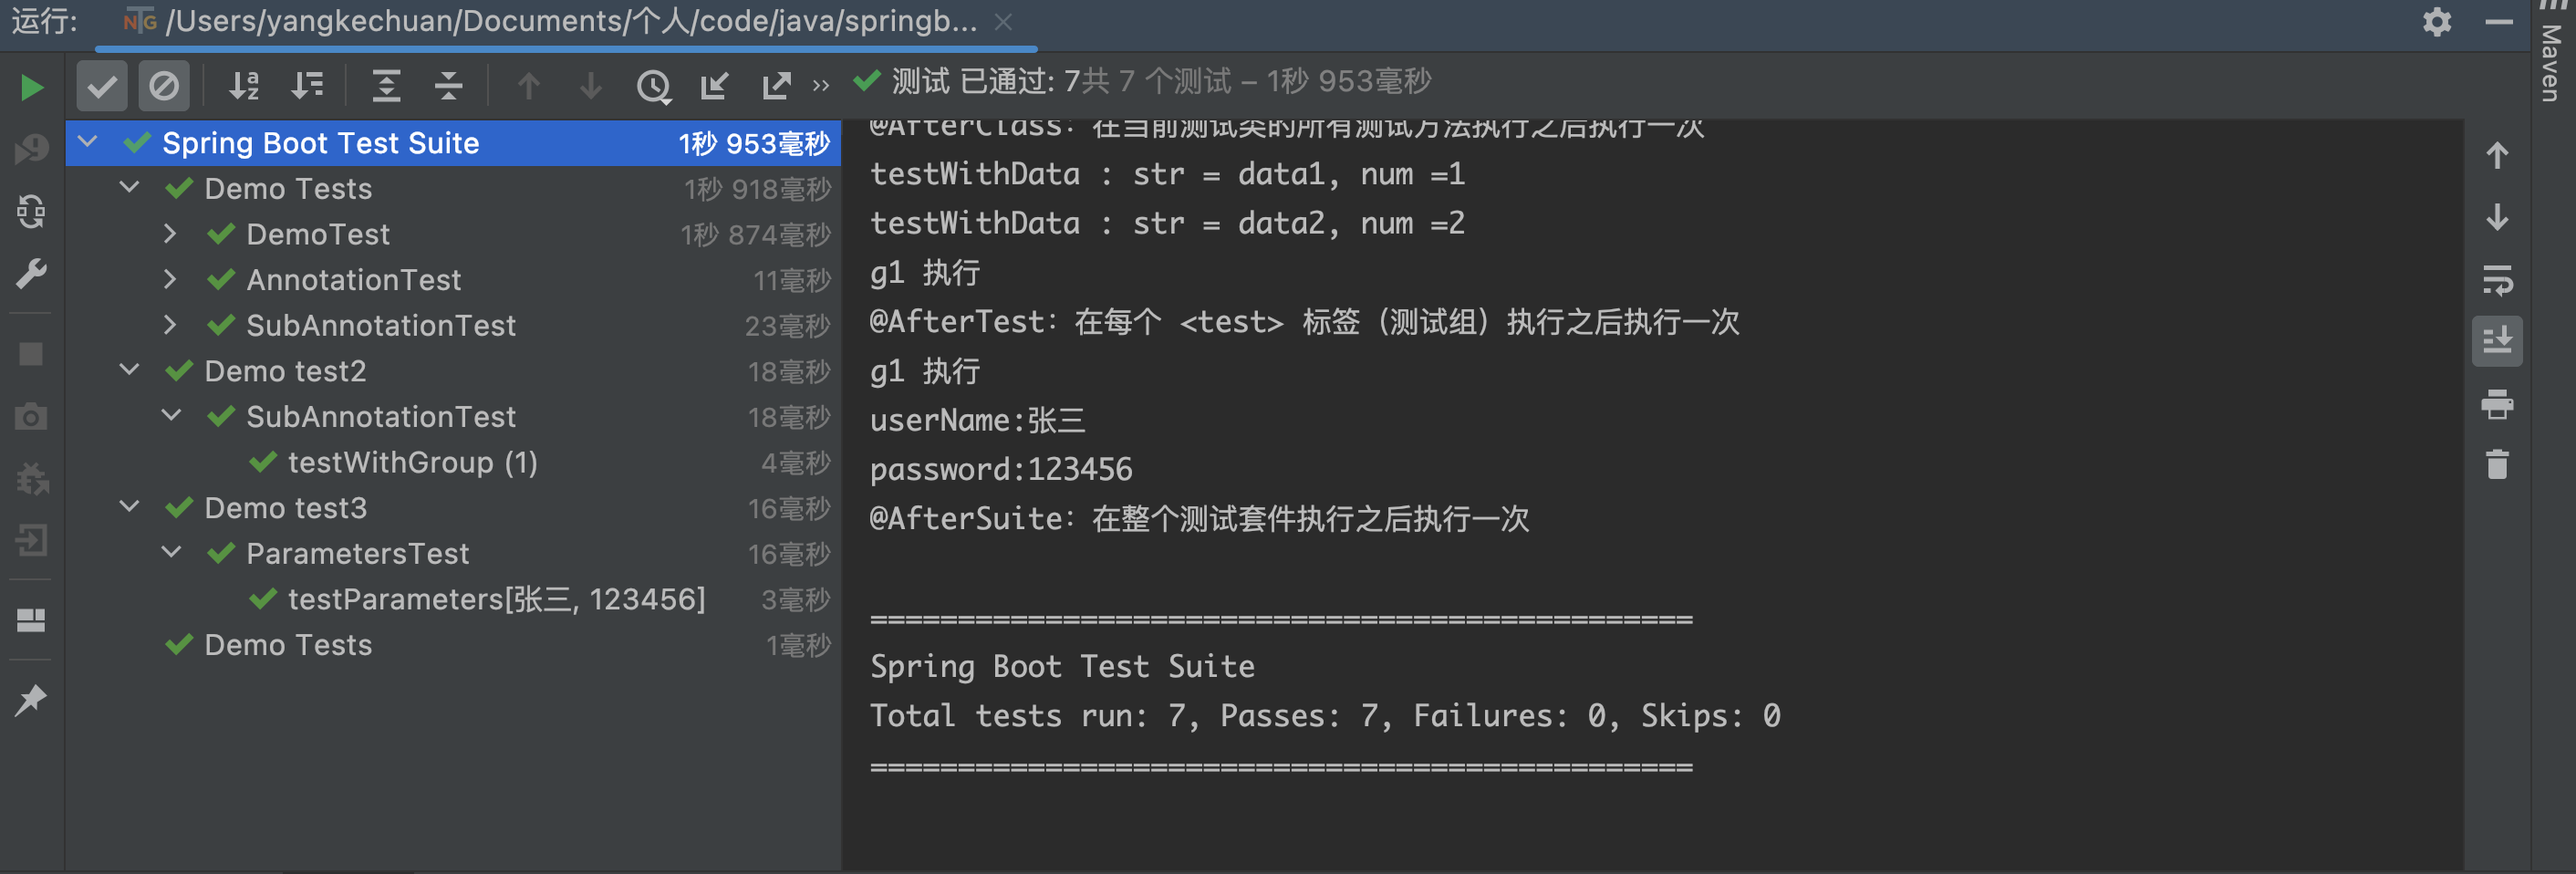 运行:
/Users/yangkechuan/Documents/个人/code/java/springb...
测试 已通过: 7共 7 个测试 – 1秒 953毫秒
Spring Boot Test Suite 1秒 953毫秒
Demo Tests 1秒 918毫秒
DemoTest 1秒 874毫秒
AnnotationTest 11毫秒
SubAnnotationTest 23毫秒
Demo test2 18毫秒
SubAnnotationTest 18毫秒
testWithGroup (1) 4毫秒
Demo test3 16毫秒
ParametersTest 16毫秒
testParameters[张三, 123456] 3毫秒
Demo Tests 1毫秒
@AfterClass: 在当前测试类的所有测试方法执行之后执行一次
testWithData : str = data1, num =1
testWithData : str = data2, num =2
g1 执行
@AfterTest: 在每个 <test> 标签（测试组）执行之后执行一次
g1 执行
userName:张三
password:123456
@AfterSuite: 在整个测试套件执行之后执行一次
===============================================
Spring Boot Test Suite
Total tests run: 7, Passes: 7, Failures: 0, Skips: 0
===============================================
Maven